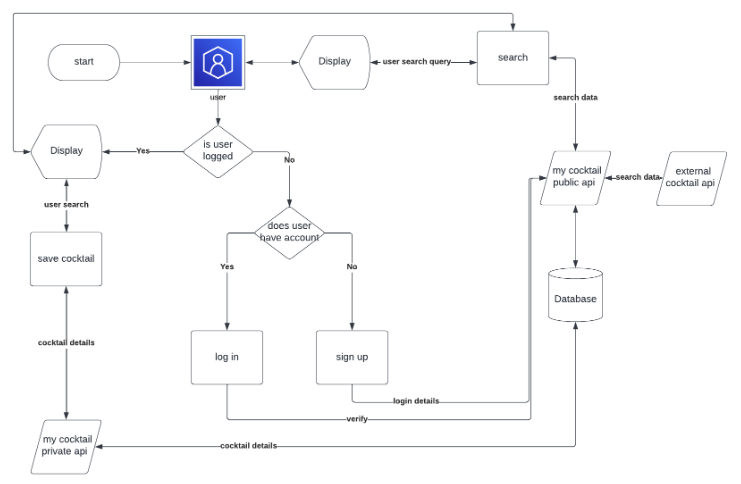 start
user
Display
user search query
search
search data
Display
Yes
is user
logged
No
my cocktail
public api
search data
external
cocktail api
user search
does user
have account
save cocktail
Yes
No
Database
cocktail details
log in
sign up
login details
verify
my cocktail
private api
cocktail details